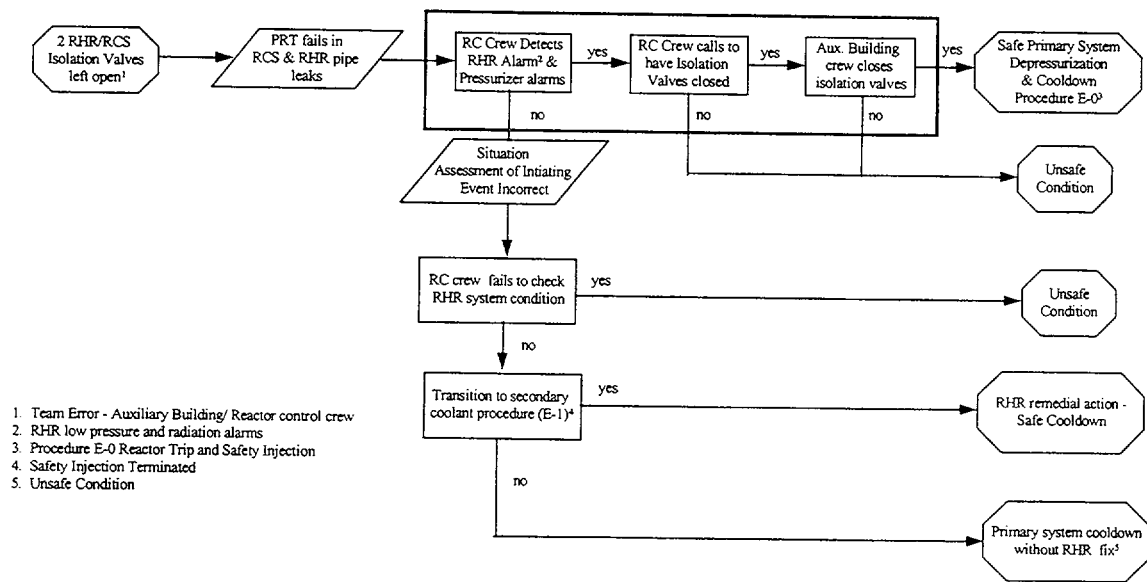 2 RHR/RCS
Isolation Valves
left open¹
PRT fails in
RCS & RHR pipe
leaks
RC Crew Detects
RHR Alarm² &
Pressurizer alarms
yes
RC Crew calls to
have Isolation
Valves closed
yes
Aux. Building
crew closes
isolation valves
yes
Safe Primary System
Depressurization
& Cooldown
Procedure E-0³
no
no
no
Situation
Assessment of Intiating
Event Incorrect
Unsafe
Condition
RC crew fails to check
RHR system condition
yes
Unsafe
Condition
no
Transition to secondary
coolant procedure (E-1)⁴
yes
RHR remedial action -
Safe Cooldown
no
Primary system cooldown
without RHR fix⁵
1. Team Error - Auxiliary Building/ Reactor control crew
2. RHR low pressure and radiation alarms
3. Procedure E-0 Reactor Trip and Safety Injection
4. Safety Injection Terminated
5. Unsafe Condition